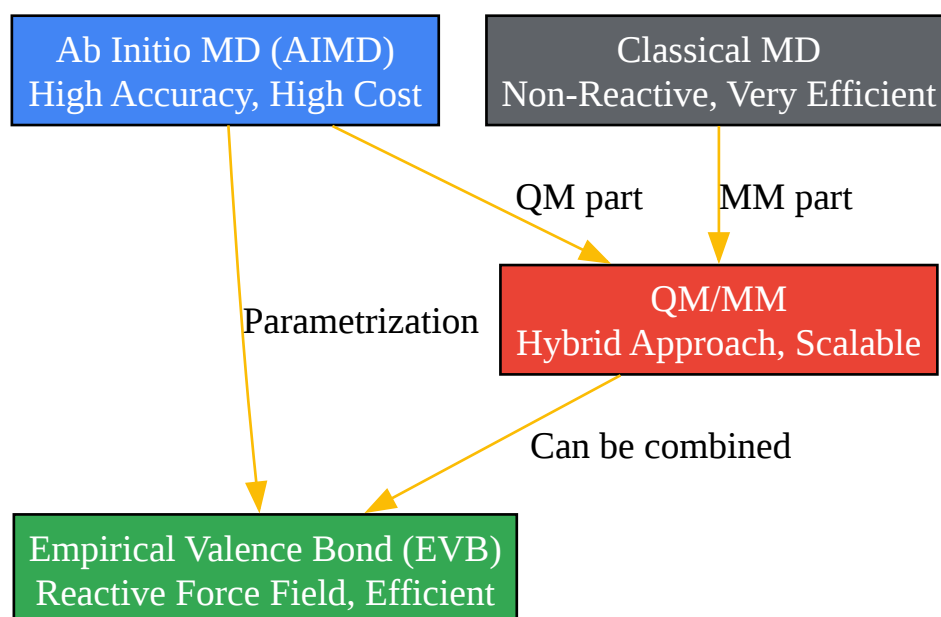 Ab Initio MD (AIMD)
High Accuracy, High Cost
Classical MD
Non-Reactive, Very Efficient
QM part
MM part
QM/MM
Hybrid Approach, Scalable
Parametrization
Can be combined
Empirical Valence Bond (EVB)
Reactive Force Field, Efficient